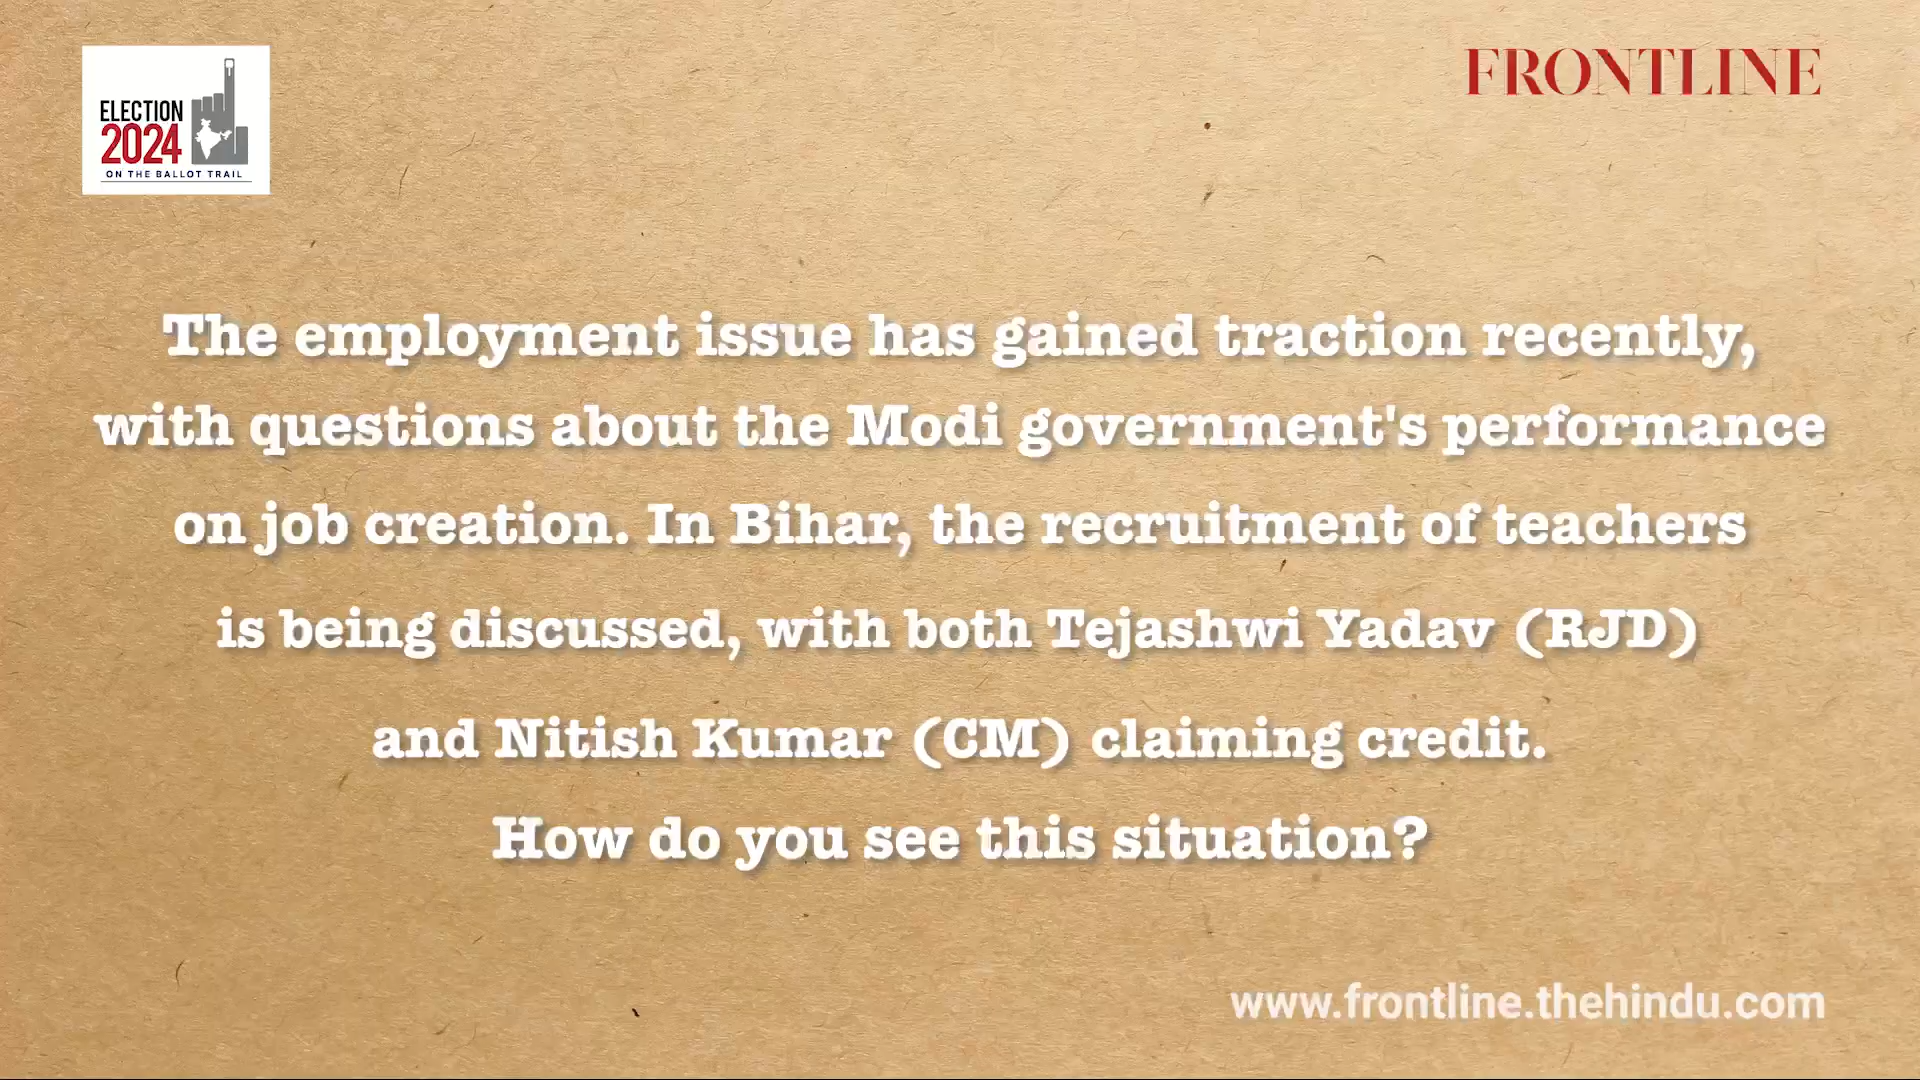 ELECTION
2024
ON THE BALLOT TRAIL
FRONTLINE
The employment issue has gained traction recently,
with questions about the Modi government's performance
on job creation. In Bihar, the recruitment of teachers
is being discussed, with both Tejashwi Yadav (RJD)
and Nitish Kumar (CM) claiming credit.
How do you see this situation?
www.frontline.thehindu.com